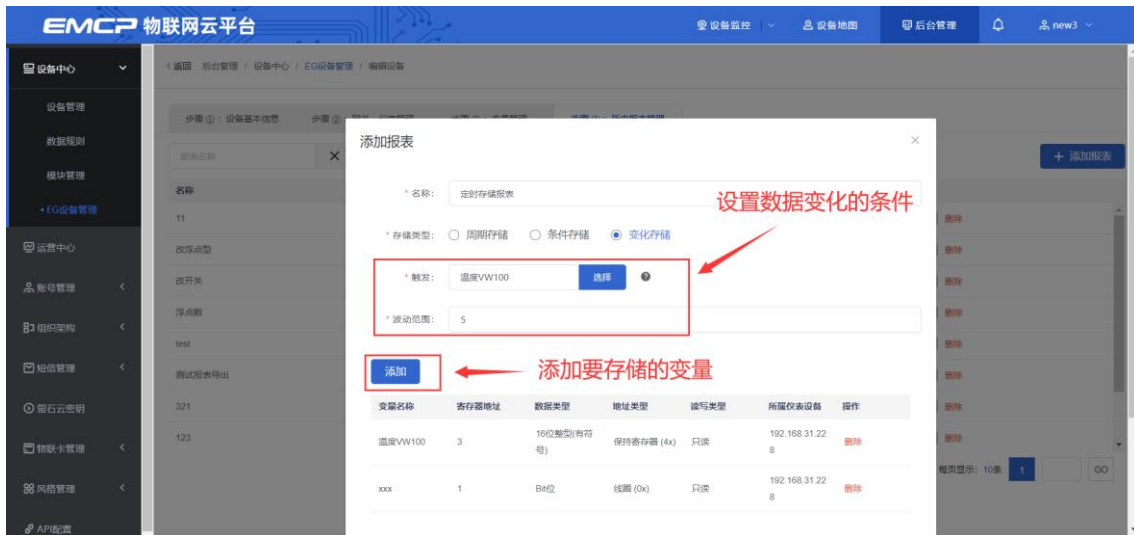 EMCP 物联网云平台
设备监控
设备地图
后台管理
new3
设备中心
设备管理
数据规则
模块管理
EG设备管理
运营中心
账号管理
组织架构
短信管理
萤石云密钥
物联卡管理
风格管理
API配置
<返回 后台管理 / 设备中心 / EG设备管理 / 编辑设备
步骤①:设备基本信息
报表名称
+ 添加报表
名称
11
改浮点型
改开关
浮点数
test
测试报表导出
321
123
删除
删除
删除
删除
删除
删除
删除
删除
每页显示: 10条 1 GO
添加报表
* 名称: 定时存储报表
* 存储类型: 周期存储 条件存储 变化存储
* 触发: 温度VW100 选择
* 波动范围: 5
设置数据变化的条件
添加
添加要存储的变量
变量名称 寄存器地址 数据类型 地址类型 读写类型 所属仪表设备 操作
温度VW100 3 16位整型(有符号) 保持寄存器 (4x) 只读 192.168.31.228 删除
xxx 1 Bit位 线圈 (0x) 只读 192.168.31.228 删除